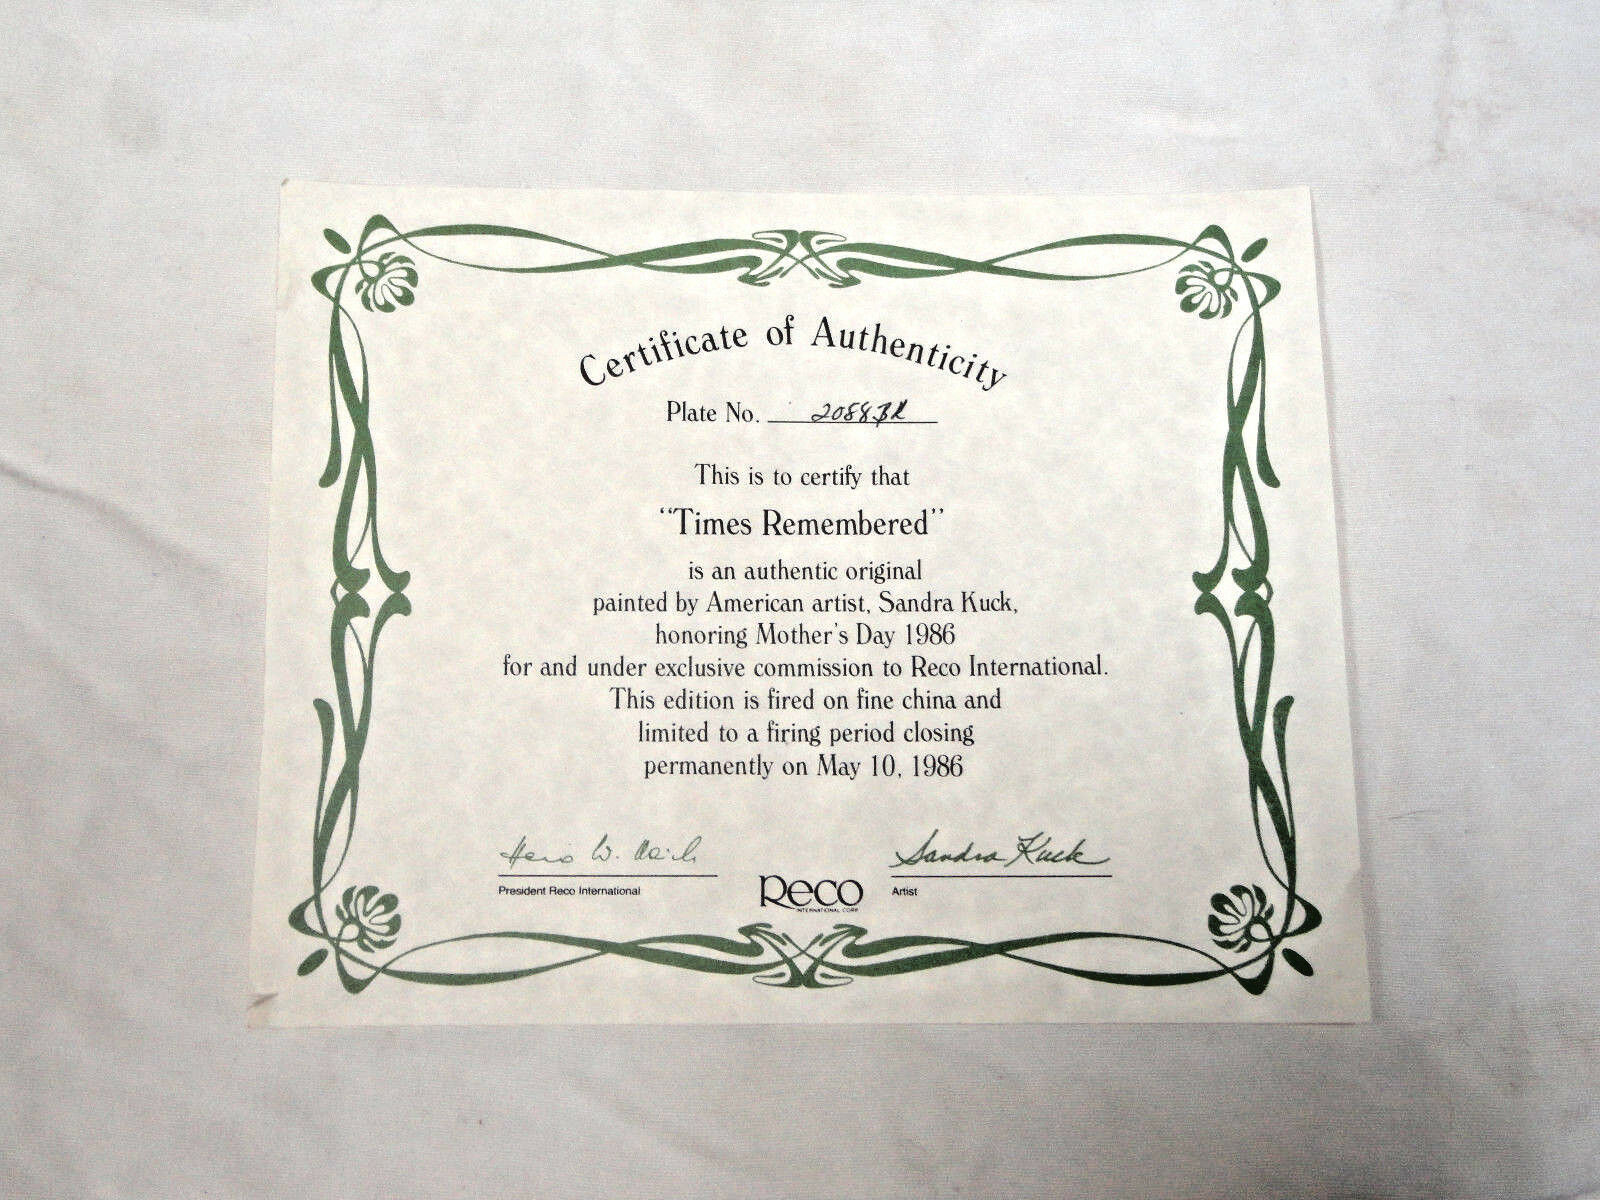 Certificate of Authenticity
Plate No.
This is to certify that
“Times Remembered”
is an authentic original
painted by American artist, Sandra Kuck,
honoring Mother's Day 1986
for and under exclusive commission to Reco International.
This edition is fired on fine china and
limited to a firing period closing
permanently on May 10, 1986
Sandra Kuck
President Reco International
Artist
Reco
INTERNATIONAL CORP.